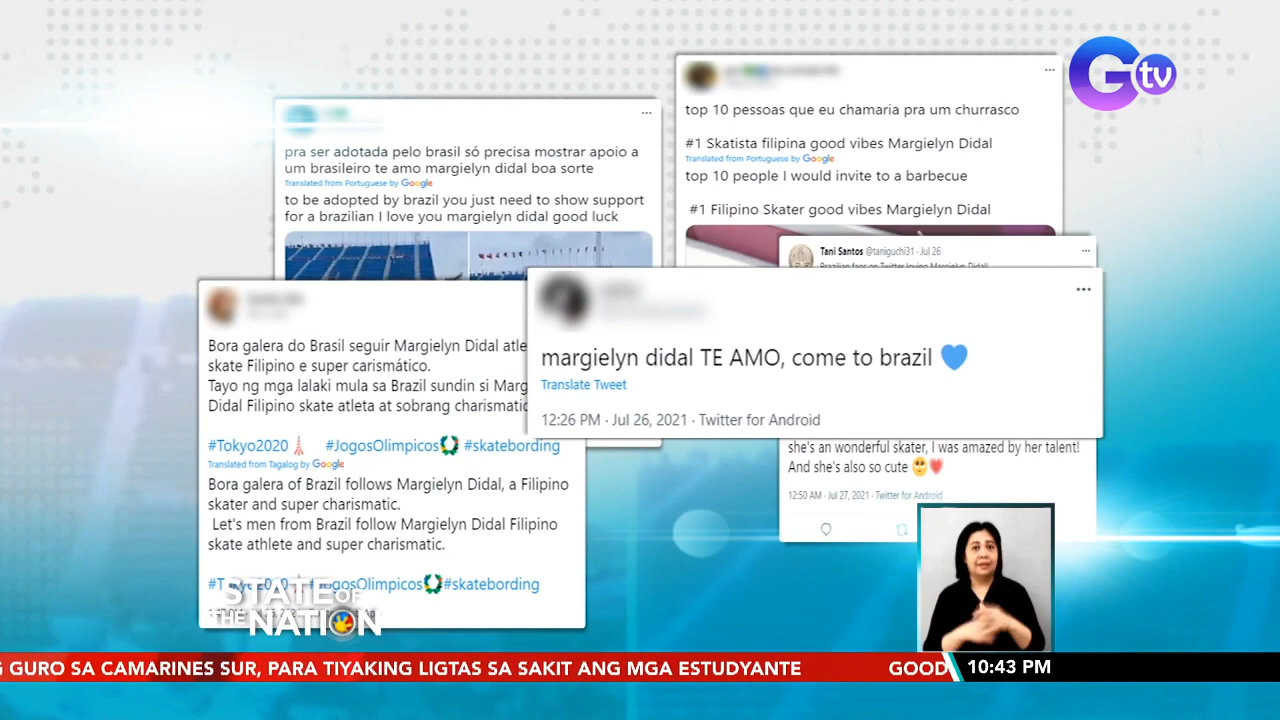 G tv
pra ser adotada pelo brasil só precisa mostrar apoio a
um brasileiro te amo margielyn didal boa sorte
Translated from Portuguese by Google
to be adopted by brazil you just need to show support
for a brazilian I love you margielyn didal good luck
top 10 pessoas que eu chamaria pra um churrasco
#1 Skatista filipina good vibes Margielyn Didal
Translated from Portuguese by Google
top 10 people I would invite to a barbecue
#1 Filipino Skater good vibes Margielyn Didal
Tani Santos @taniguchi31 · Jul 26
Brazilian fans on Twitter loving Margielyn Didal!
Bora galera do Brasil seguir Margielyn Didal
skate Filipino e super carismático.
Tayo ng mga lalaki mula sa Brazil sundin si
Didal Filipino skate atleta at sobrang
#Tokyo2020 #JogosOlimpicos #skatebording
Translated from Tagalog by Google
Bora galera of Brazil follows Margielyn Didal, a Filipino
skater and super charismatic.
Let's men from Brazil follow Margielyn Didal Filipino
skate athlete and super charismatic.
#JogosOlimpicos #skatebording
margielyn didal TE AMO, come to brazil 💙
Translate Tweet
12:26 PM · Jul 26, 2021 · Twitter for Android
she's an wonderful skater, I was amazed by her talent!
And she's also so cute 🥺❤️
12:50 AM · Jul 27, 2021 · Twitter for Android
STATE OF
THE NATION
GURO SA CAMARINES SUR, PARA TIYAKING LIGTAS SA SAKIT ANG MGA ESTUDYANTE GOOD
10:43 PM